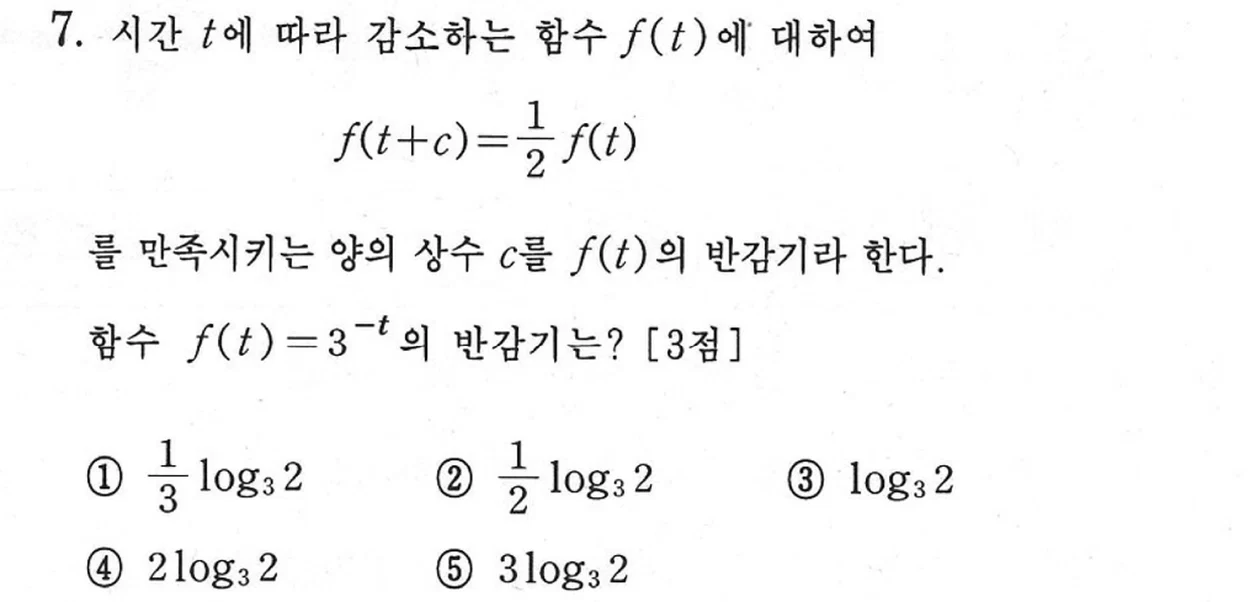 7. 시간 t에 따라 감소하는 함수 f(t)에 대하여
f(t+c)=\frac{1}{2}f(t)
를 만족시키는 양의 상수 c를 f(t)의 반감기라 한다.
함수 f(t)=3^{-t}의 반감기는? [3점]
① \frac{1}{3}log₃2 ② \frac{1}{2}log₃2 ③ log₃2
④ 2log₃2 ⑤ 3log₃2